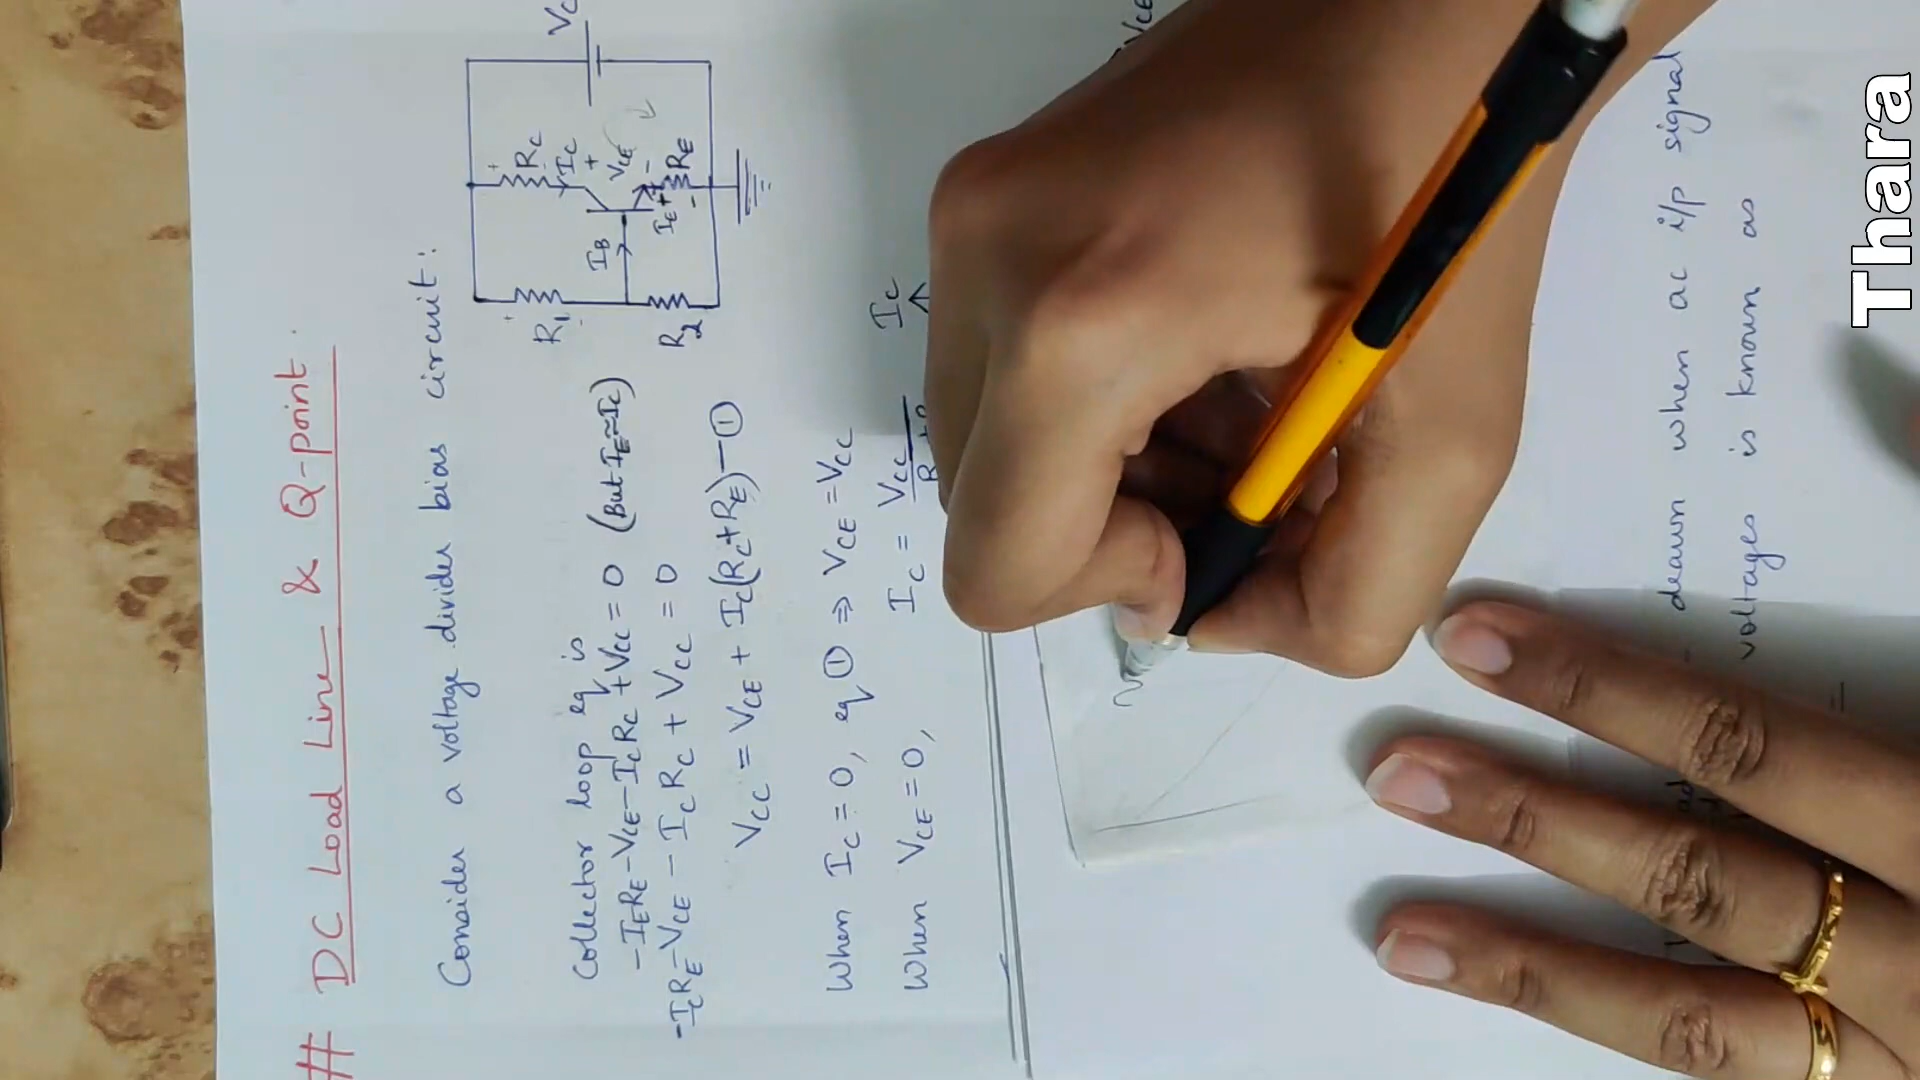 # DC Load Line & Q-point.
Consider a voltage divider bias circuit:
Collector loop eq is
-IERE-VCE-ICRC+VCC=0 (But IE≈IC)
-ICRE-VCE-ICRC+VCC=0
VCC=VCE+IC(RC+RE)-①
When IC=0, eq①⇒VCE=VCC
When VCE=0, IC=VCC
R1
R2
RC
IC
+
VCE
-
IB
IE
RE
IC
VCE
drawn when ac i/p signal
voltages is known as
=
Thara